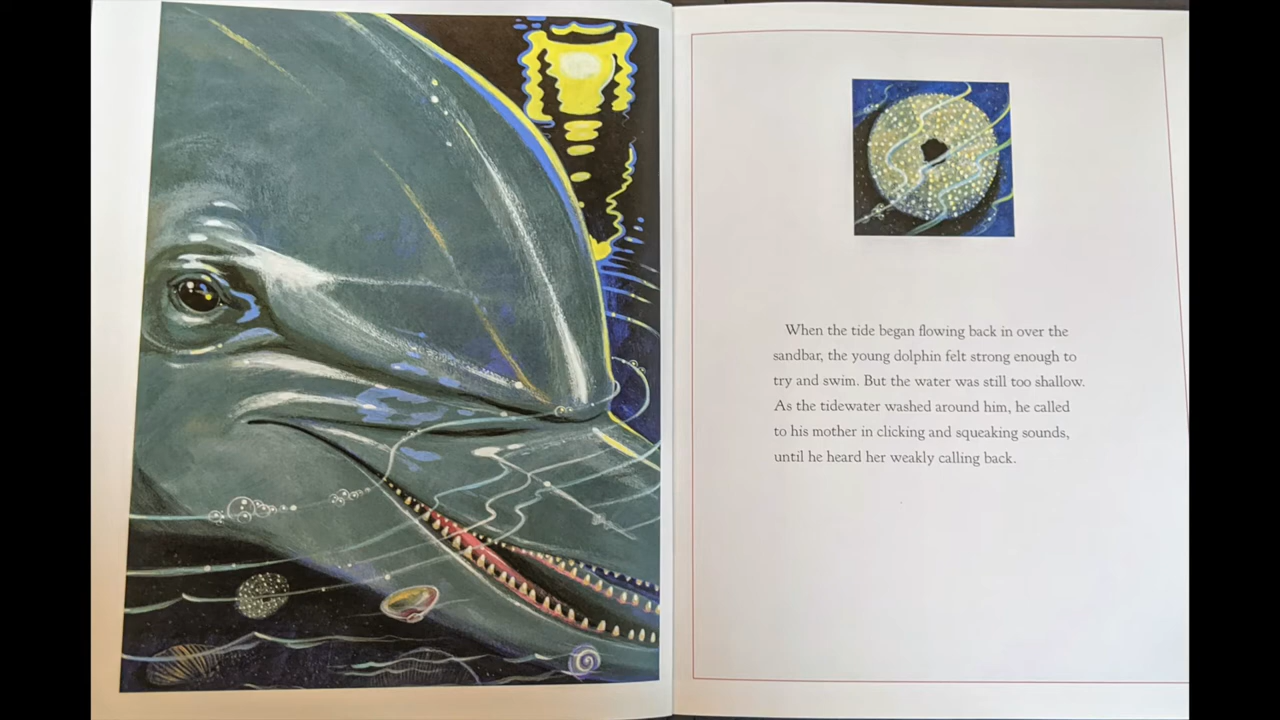 When the tide began flowing back in over the
sandbar, the young dolphin felt strong enough to
try and swim. But the water was still too shallow.
As the tidewater washed around him, he called
to his mother in clicking and squeaking sounds,
until he heard her weakly calling back.